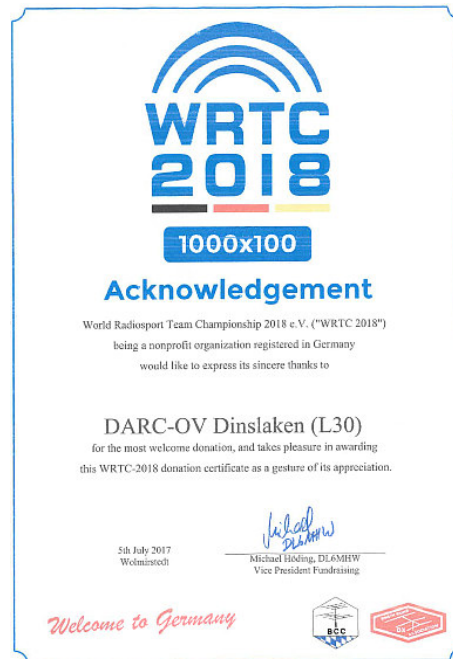 WRTC
2018
1000x100
Acknowledgement
World Radiosport Team Championship 2018 e.V. ("WRTC 2018")
being a nonprofit organization registered in Germany
would like to express its sincere thanks to
DARC-OV Dinslaken (L30)
for the most welcome donation, and takes pleasure in awarding
this WRTC-2018 donation certificate as a gesture of its appreciation.
Michael
DL6MHW
5th July 2017
Wolmirstedt
Michael Höding, DL6MHW
Vice President Fundraising
Welcome to Germany
BCC